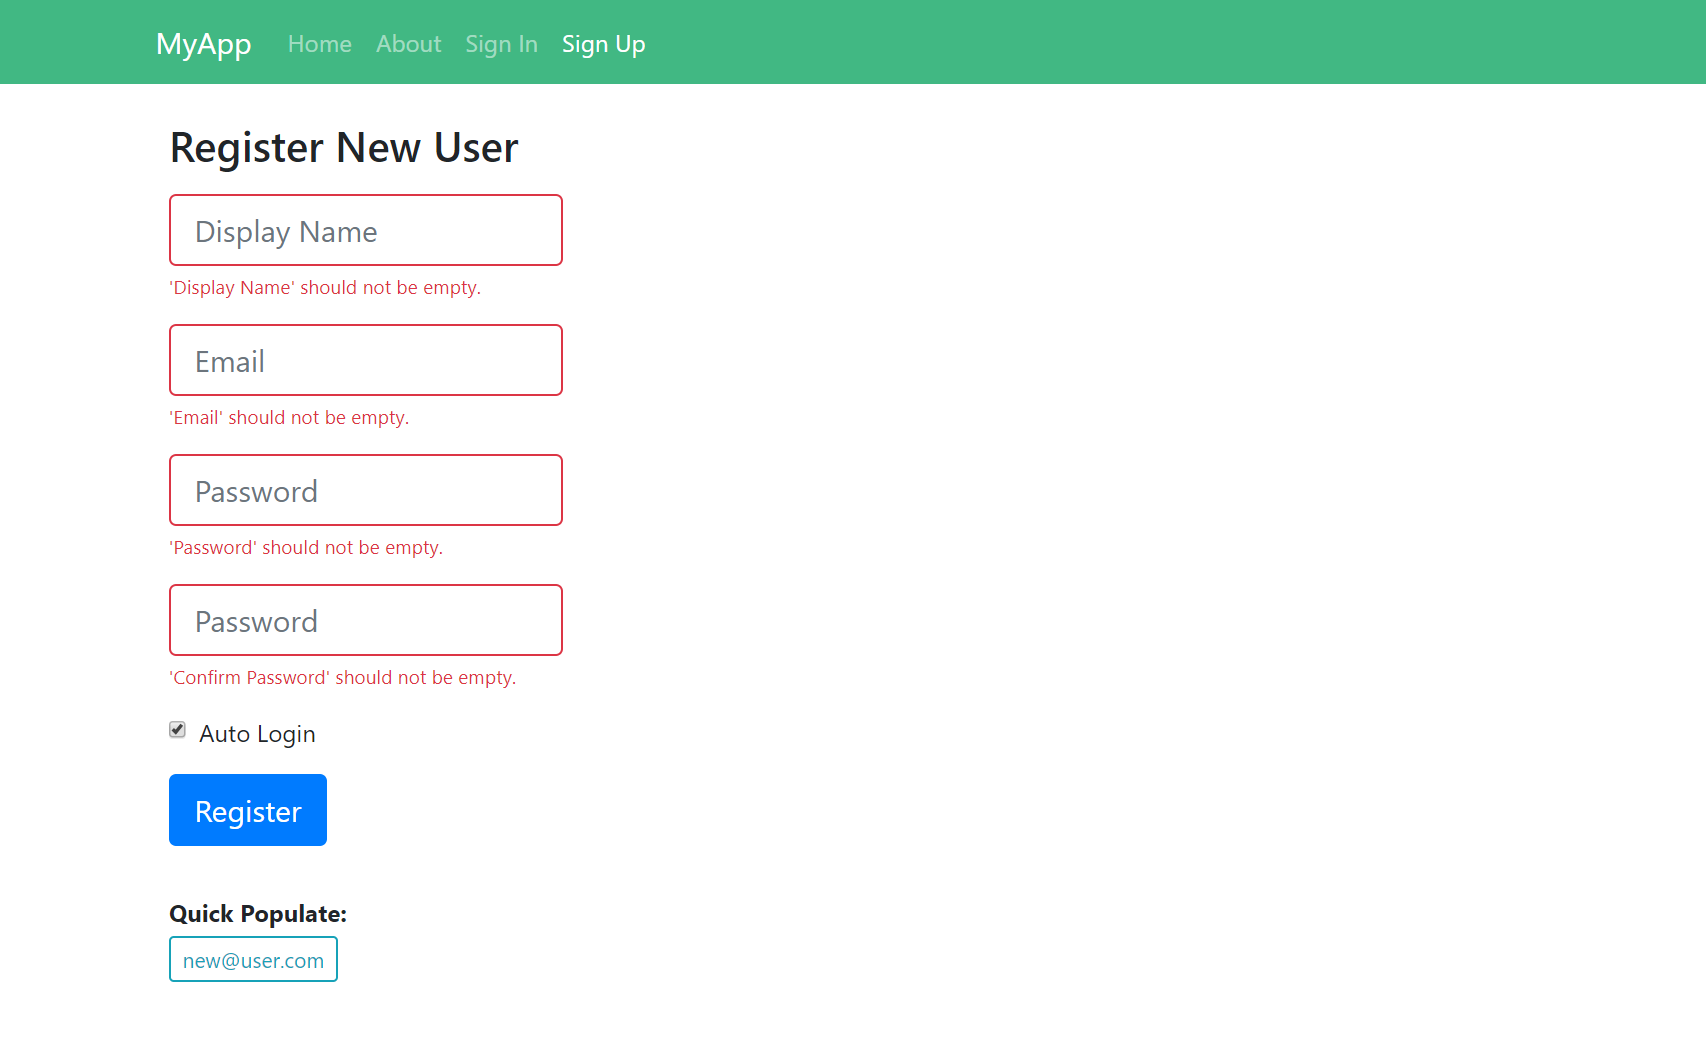 MyApp Home About Sign In Sign Up
Register New User
Display Name
'Display Name' should not be empty.
Email
'Email' should not be empty.
Password
'Password' should not be empty.
Password
'Confirm Password' should not be empty.
Auto Login
Register
Quick Populate:
new@user.com